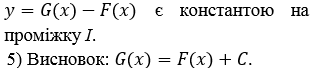 y = G(x) − F(x) є константою на
проміжку I.
5) Висновок: G(x) = F(x) + C.